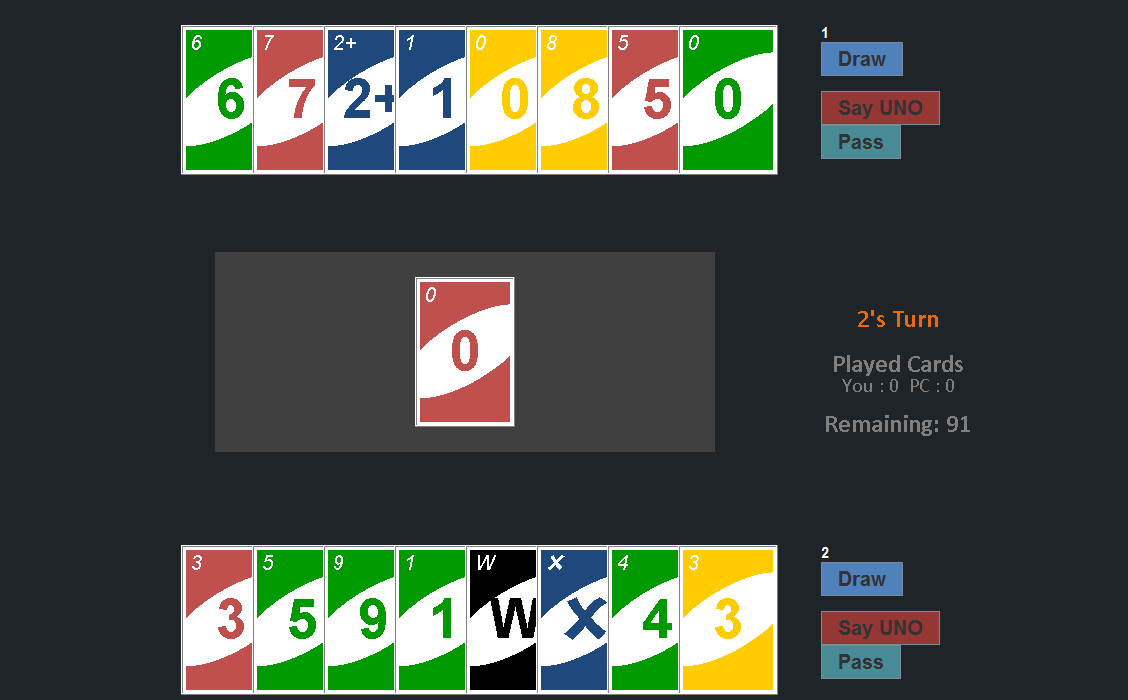 6 7 2+ 1 0 8 5 0
6 7 2+ 1 0 8 5 0
1
Draw
Say UNO
Pass
0
0
2's Turn
Played Cards
You : 0 PC : 0
Remaining: 91
3 5 9 1 W X 4 3
3 5 9 1 W X 4 3
2
Draw
Say UNO
Pass